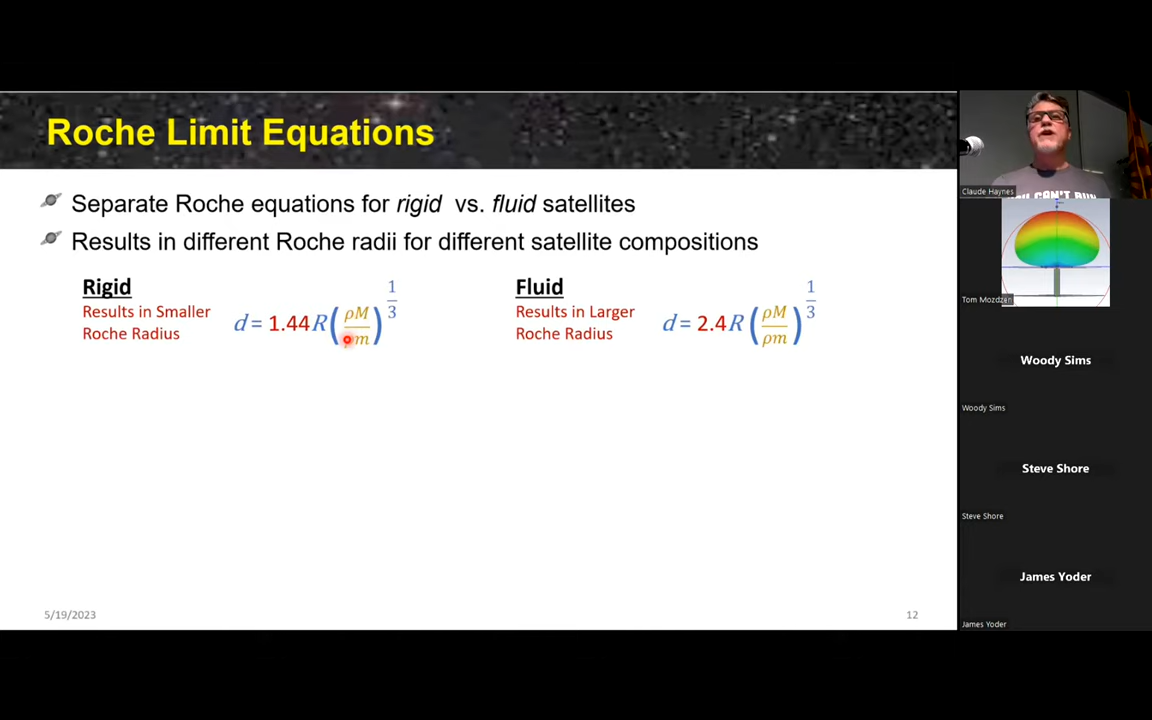 Roche Limit Equations
Separate Roche equations for rigid vs. fluid satellites
Results in different Roche radii for different satellite compositions
Rigid
Results in Smaller
Roche Radius
d = 1.44R(ρM/ρm)^1/3
Fluid
Results in Larger
Roche Radius
d = 2.4R(ρM/ρm)^1/3
5/19/2023
12
Claude Haynes
CAN'T RUN
Tom Mozdzen
Woody Sims
Woody Sims
Steve Shore
Steve Shore
James Yoder
James Yoder